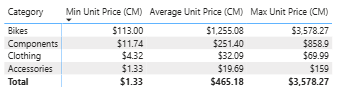 Category Min Unit Price (CM) Average Unit Price (CM) Max Unit Price (CM)
Bikes $113.00 $1,255.08 $3,578.27
Components $11.74 $251.40 $858.9
Clothing $4.32 $32.09 $69.99
Accessories $1.33 $19.69 $159
Total $1.33 $465.18 $3,578.27